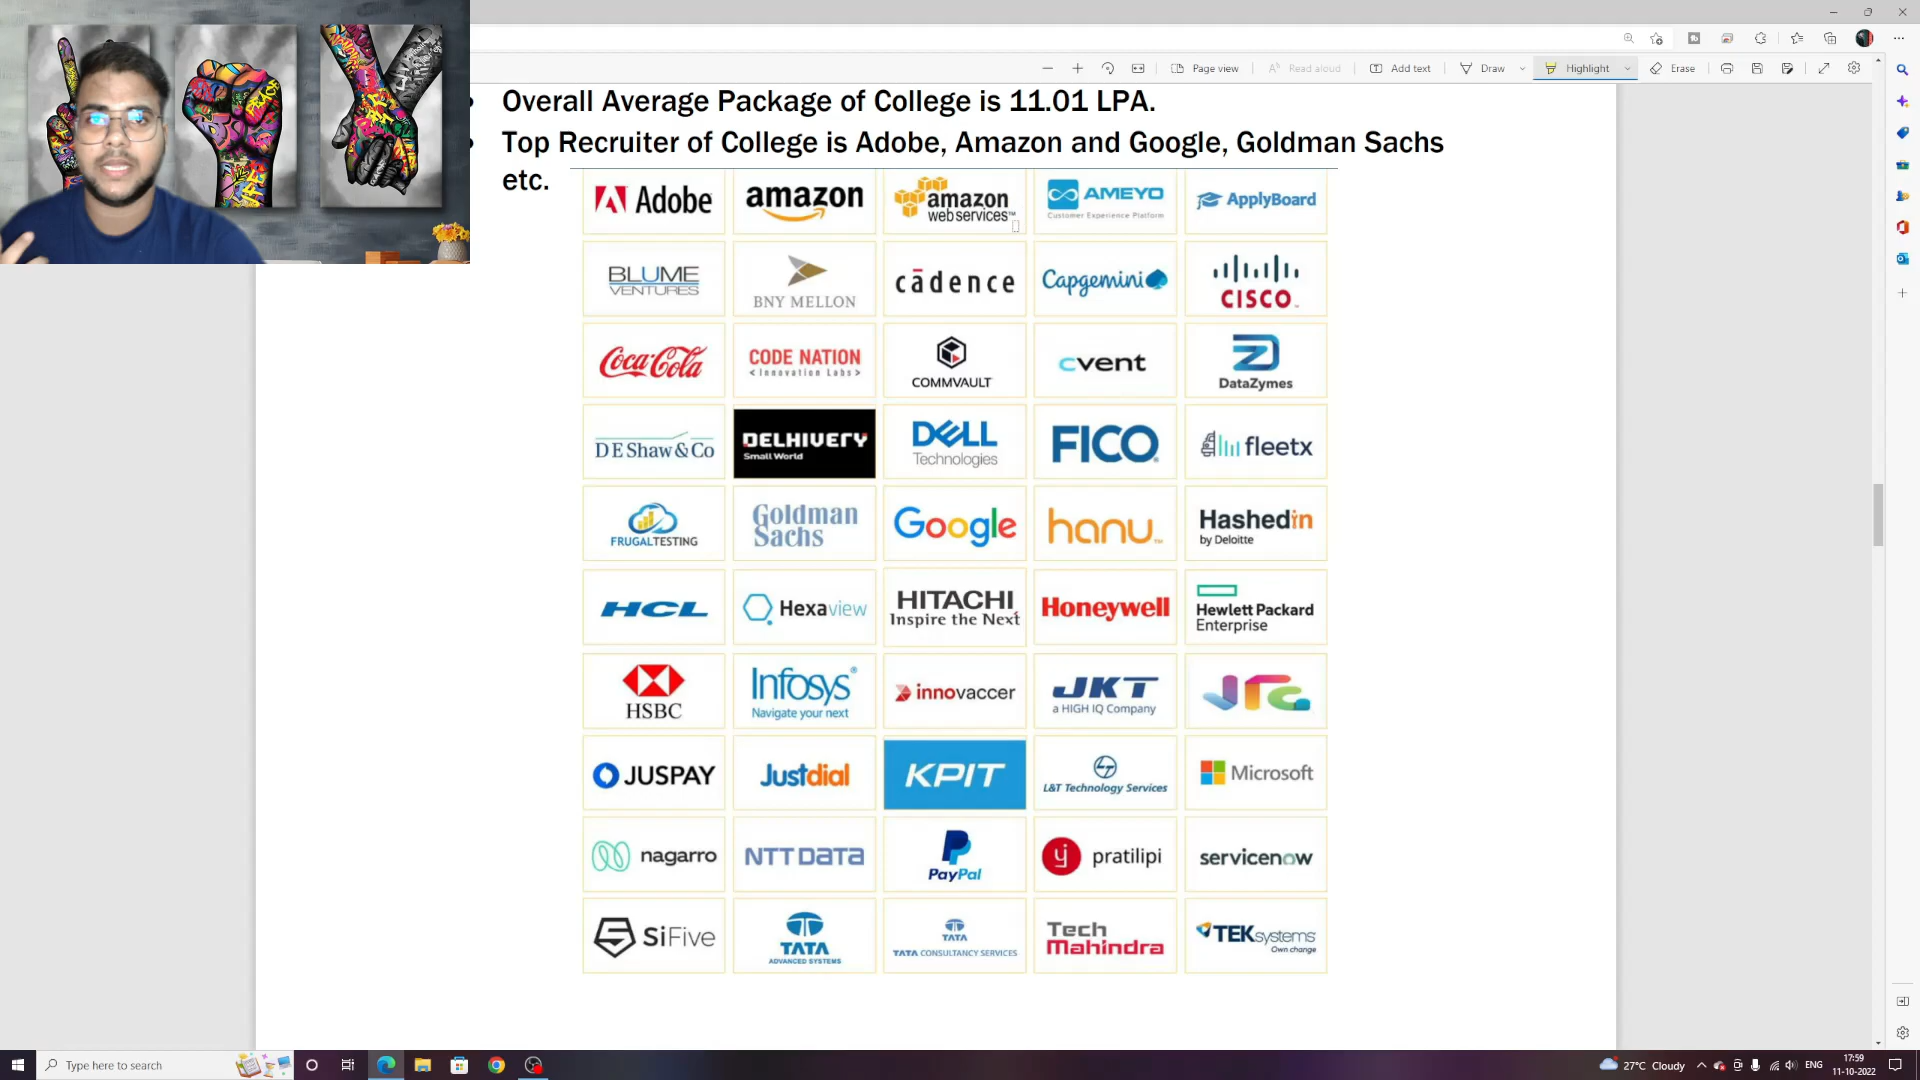 Page view
Read aloud
Add text
Draw
Highlight
Erase
Overall Average Package of College is 11.01 LPA.
Top Recruiter of College is Adobe, Amazon and Google, Goldman Sachs
etc.
Adobe
amazon
amazon
web services™
AMEYO
Customer Experience Platform
ApplyBoard
BLUME
VENTURES
BNY MELLON
cādence
Capgemini
CISCO
Coca-Cola
CODE NATION
<Innovation Labs>
COMMVAULT
cvent
DataZymes
DE Shaw & Co
DELHIVERY
Small World
DELL
Technologies
FICO
fleetx
FRUGALTESTING
Goldman
Sachs
Google
hanu™
Hashedin
by Deloitte
HCL
Hexaview
HITACHI
Inspire the Next
Honeywell
Hewlett Packard
Enterprise
HSBC
Infosys®
Navigate your next
innovaccer
JKT
a HIGH IQ Company
JUSPAY
Justdial
KPIT
L&T Technology Services
Microsoft
nagarro
NTT DATA
PayPal
pratilipi
servicenow
SiFive
TATA
ADVANCED SYSTEMS
TATA
TATA CONSULTANCY SERVICES
Tech
Mahindra
TEKsystems
Own change
Type here to search
27°C Cloudy
ENG
17:59
11-10-2022